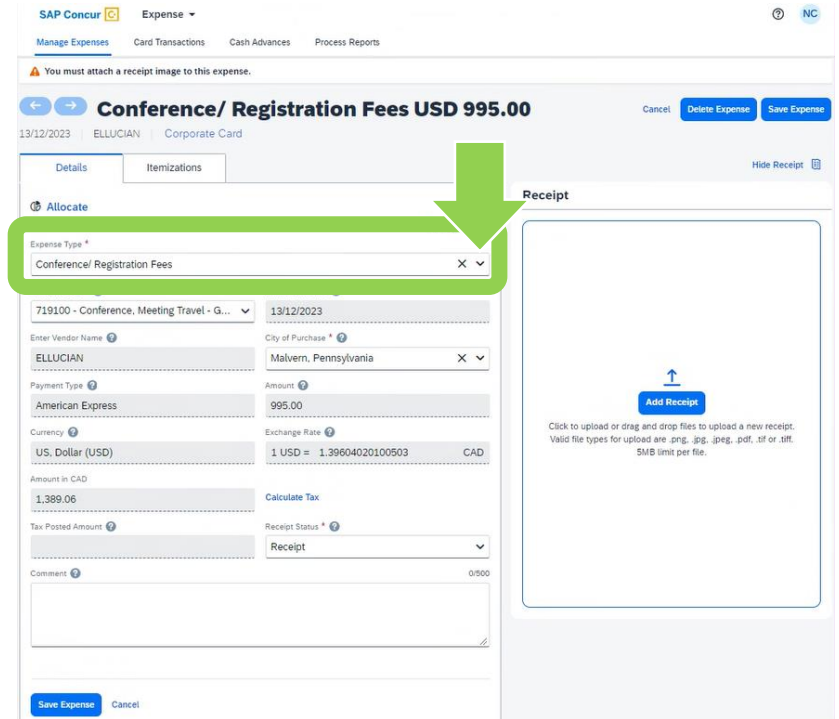 SAP Concur C Expense
NC
Manage Expenses Card Transactions Cash Advances Process Reports
You must attach a receipt image to this expense.
Conference/ Registration Fees USD 995.00
Cancel Delete Expense Save Expense
13/12/2023 ELLUCIAN Corporate Card
Details Itemizations
Hide Receipt
Receipt
Allocate
Expense Type *
Conference/ Registration Fees
719100 - Conference, Meeting Travel - G... 13/12/2023
Enter Vendor Name ? City of Purchase * ?
ELLUCIAN Malvern, Pennsylvania
Payment Type ? Amount ?
American Express 995.00
Currency ? Exchange Rate ?
US, Dollar (USD) 1 USD = 1.39604020100503 CAD
Amount in CAD
1,389.06 Calculate Tax
Tax Posted Amount ? Receipt Status * ?
Receipt
Comment ? 0/500
Save Expense Cancel
Add Receipt
Click to upload or drag and drop files to upload a new receipt.
Valid file types for upload are .png, .jpg, .jpeg, .pdf, .tif or .tiff.
5MB limit per file.